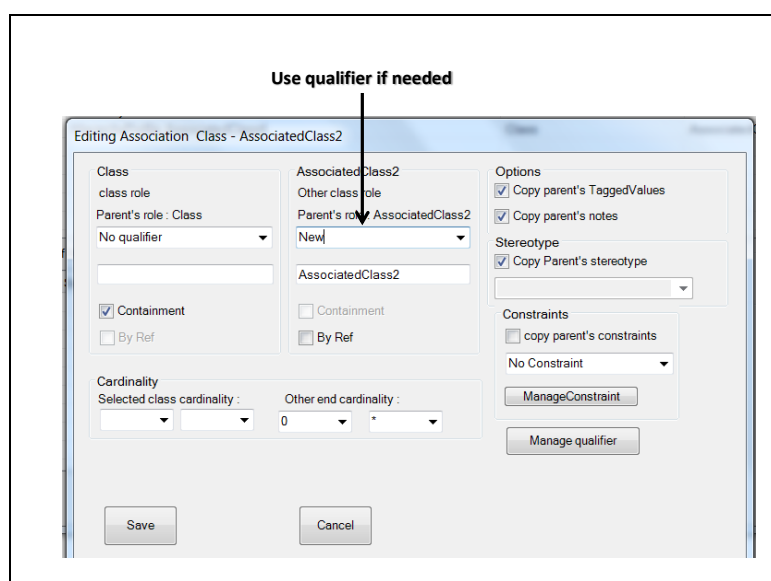 Use qualifier if needed
Editing Association Class - AssociatedClass2
Class
class role
Parent's role : Class
No qualifier
Containment
By Ref
AssociatedClass2
Other class role
Parent's role : AssociatedClass2
New
AssociatedClass2
Containment
By Ref
Options
Copy parent's TaggedValues
Copy parent's notes
Stereotype
Copy Parent's stereotype
Constraints
copy parent's constraints
No Constraint
ManageConstraint
Manage qualifier
Cardinality
Selected class cardinality :
Other end cardinality :
0
*
Save
Cancel